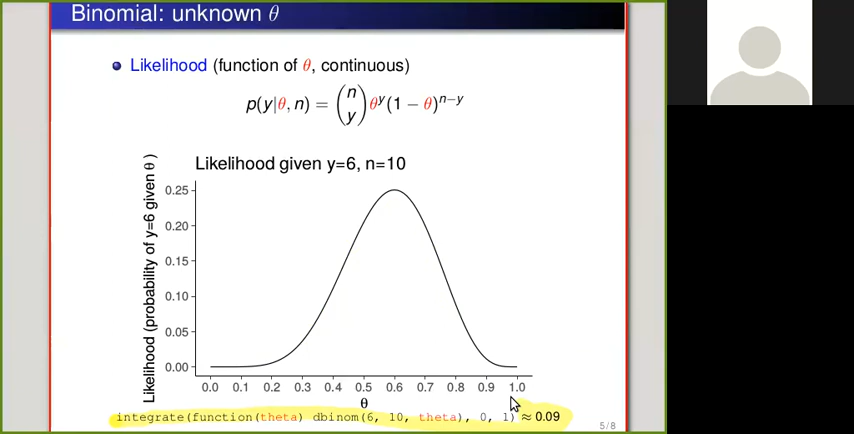 Binomial: unknown θ
Likelihood (function of θ, continuous)
p(y|θ, n) = (n y) θ^y (1 − θ)^{n−y}
Likelihood given y=6, n=10
Likelihood (probability of y=6 given θ )
0.25
0.20
0.15
0.10
0.05
0.00
0.0 0.1 0.2 0.3 0.4 0.5 0.6 0.7 0.8 0.9 1.0
θ
integrate(function(theta) dbinom(6, 10, theta), 0, 1) ≈ 0.09
5 / 8